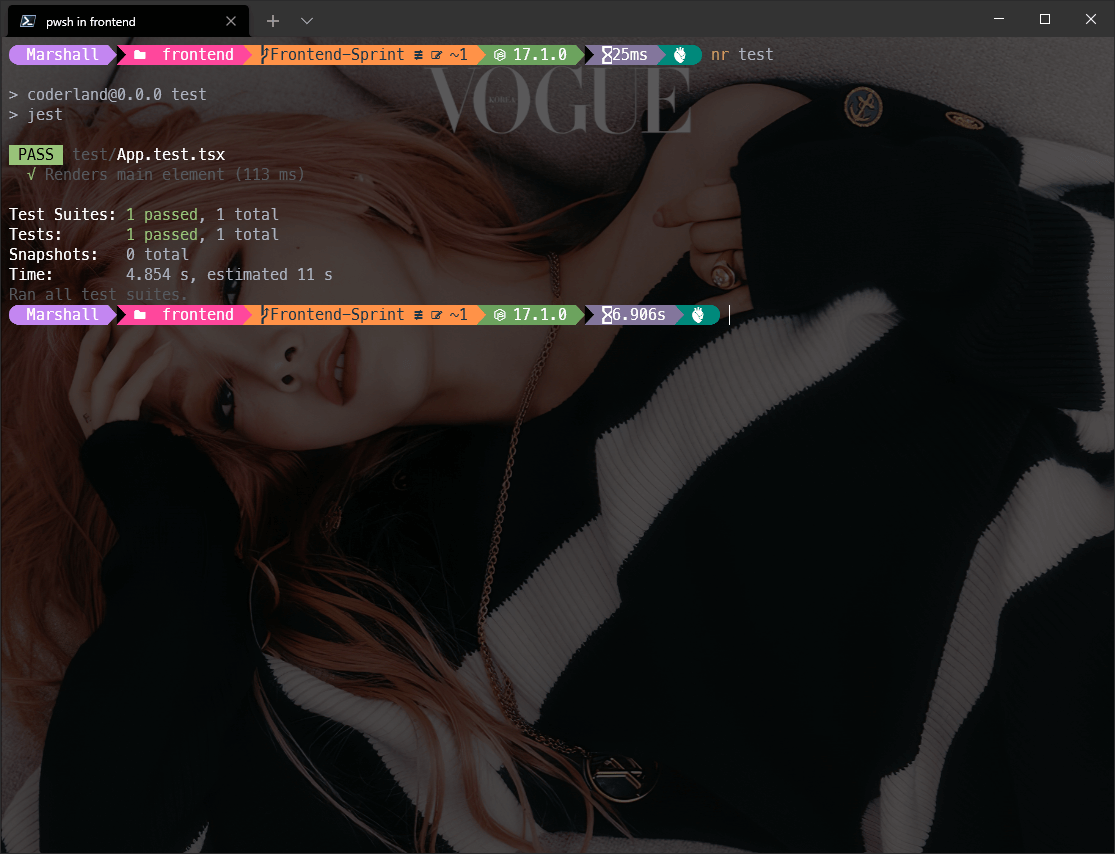 pwsh in frontend
Marshall frontend Frontend-Sprint ~1 17.1.0 25ms nr test
VOGUE
KOREA
> coderland@0.0.0 test
> jest
PASS test/App.test.tsx
√ Renders main element (113 ms)
Test Suites: 1 passed, 1 total
Tests: 1 passed, 1 total
Snapshots: 0 total
Time: 4.854 s, estimated 11 s
Ran all test suites.
Marshall frontend Frontend-Sprint ~1 17.1.0 6.906s